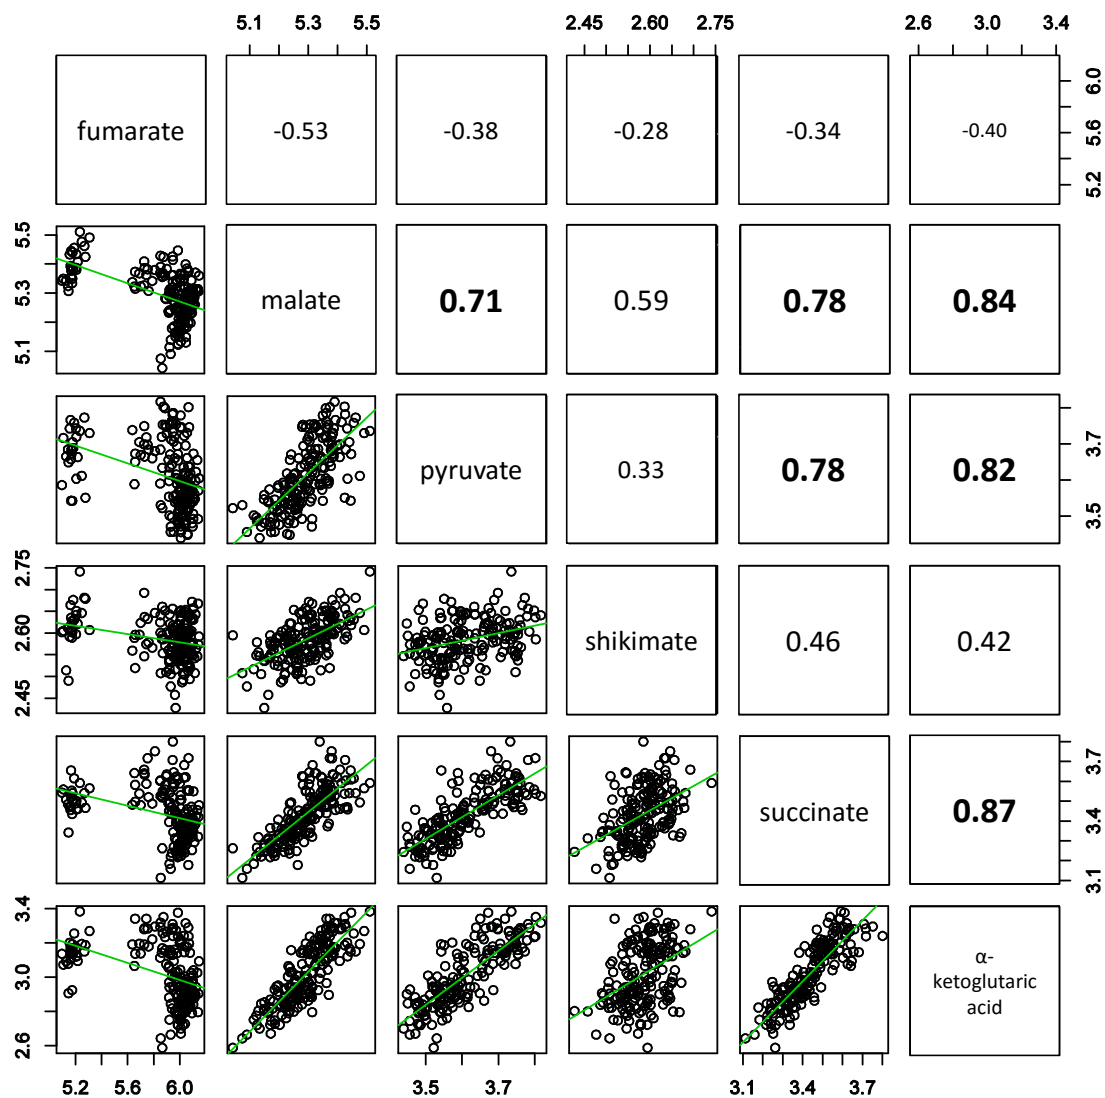 5.1 5.3 5.5 2.45 2.60 2.75 2.6 3.0 3.4
fumarate -0.53 -0.38 -0.28 -0.34 -0.40 5.2 5.6 6.0
5.1 5.3 5.5 malate 0.71 0.59 0.78 0.84
pyruvate 0.33 0.78 0.82 3.5 3.7
2.45 2.60 2.75 shikimate 0.46 0.42
succinate 0.87 3.1 3.4 3.7
2.6 3.0 3.4 α-
ketoglutaric
acid
5.2 5.6 6.0 3.5 3.7 3.1 3.4 3.7